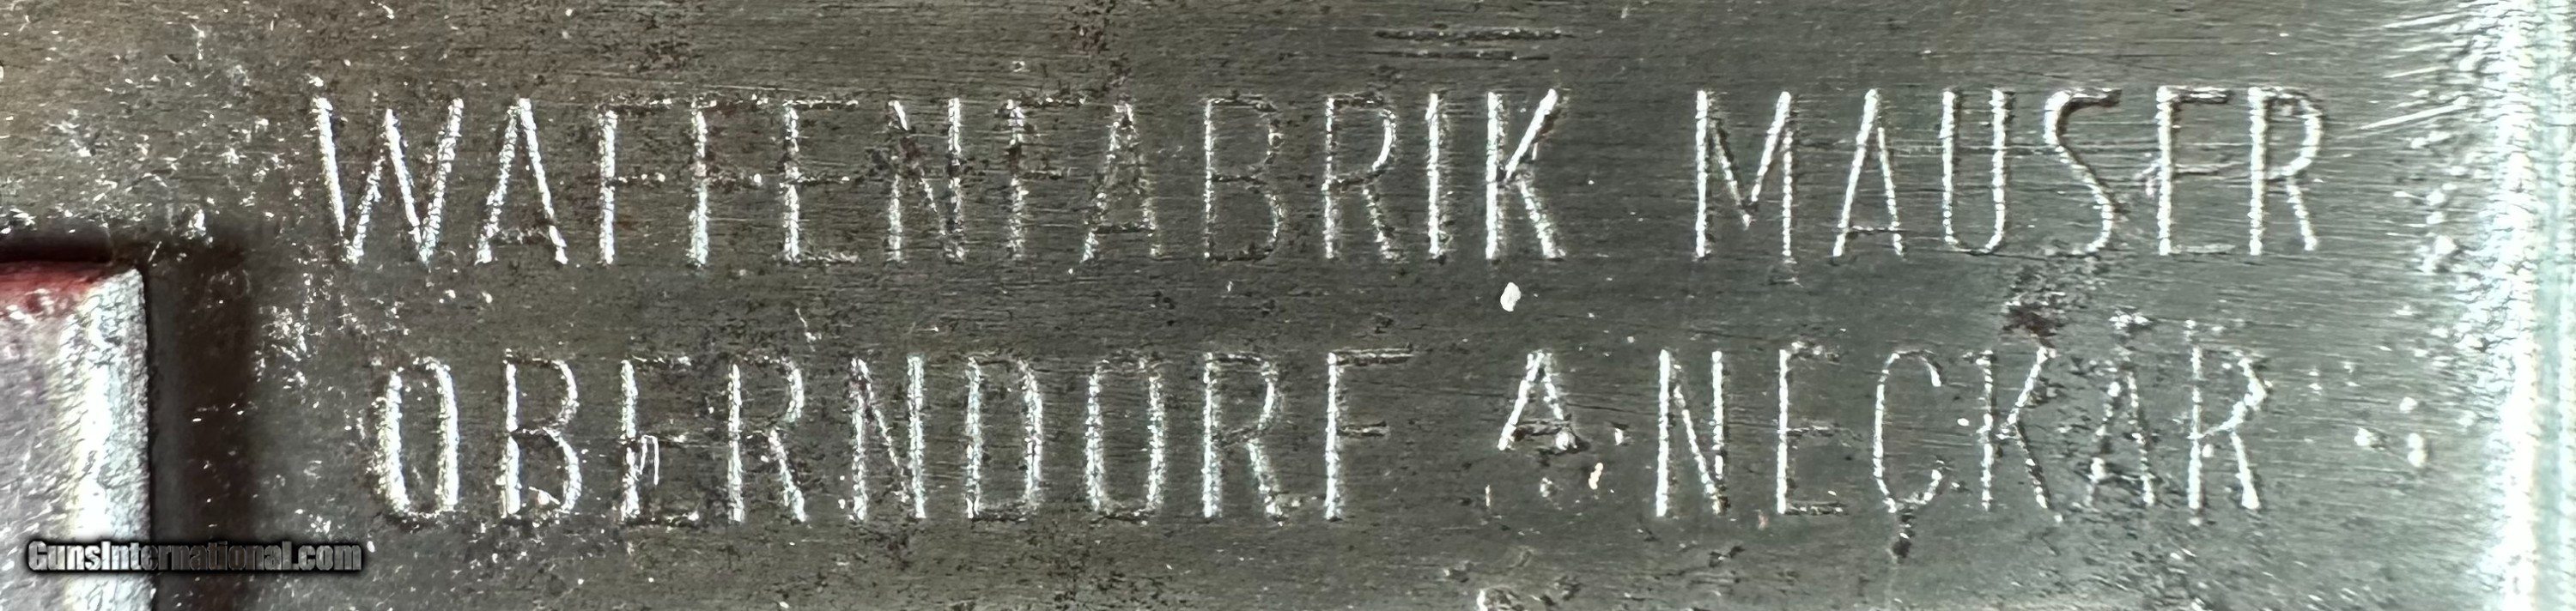 WAFFENFABRIK MAUSER
OBERNDORF A NECKAR
GunsInternational.com